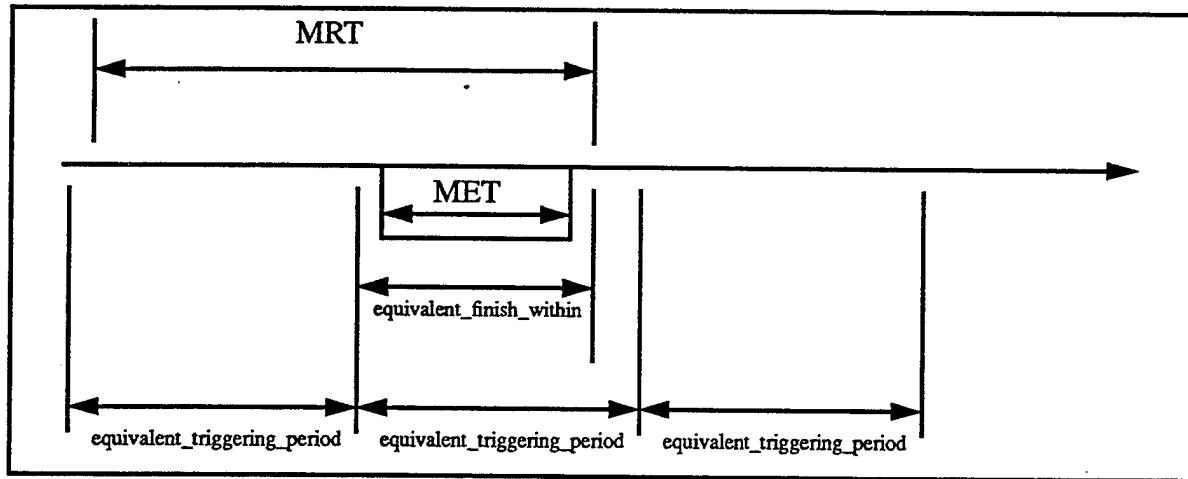 MRT
MET
equivalent_finish_within
equivalent_triggering_period
equivalent_triggering_period
equivalent_triggering_period